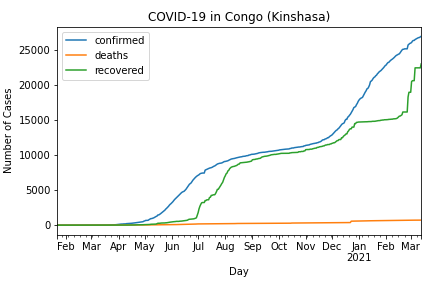 COVID-19 in Congo (Kinshasa)
confirmed
deaths
recovered
Number of Cases
25000
20000
15000
10000
5000
0
Feb Mar Apr May Jun Jul Aug Sep Oct Nov Dec Jan Feb Mar
2021
Day